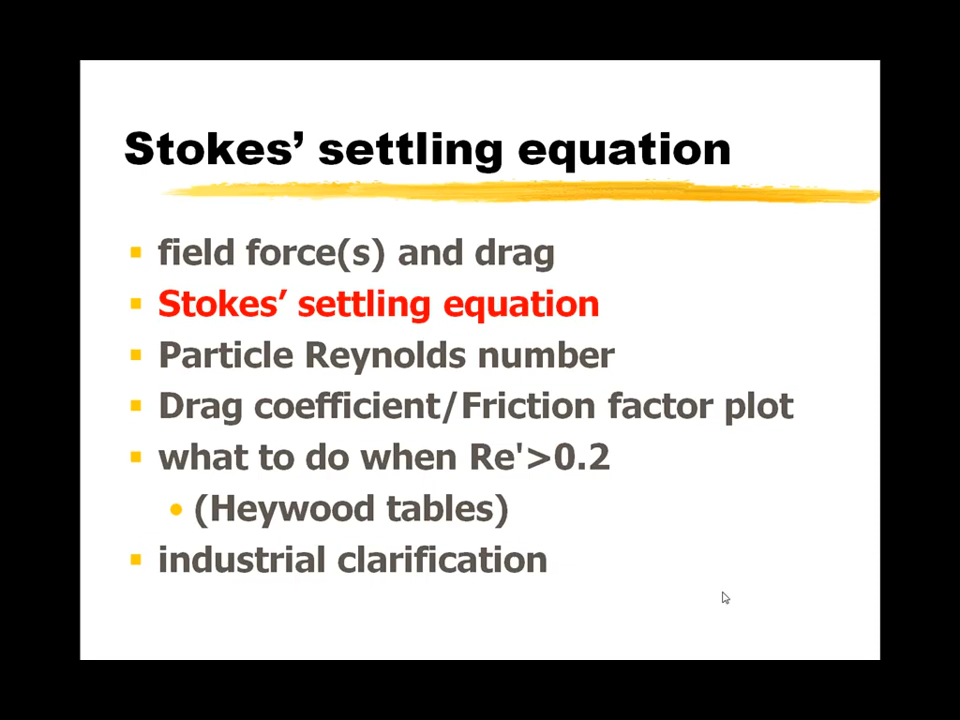 Stokes’ settling equation
field force(s) and drag
Stokes’ settling equation
Particle Reynolds number
Drag coefficient/Friction factor plot
what to do when Re'>0.2
(Heywood tables)
industrial clarification